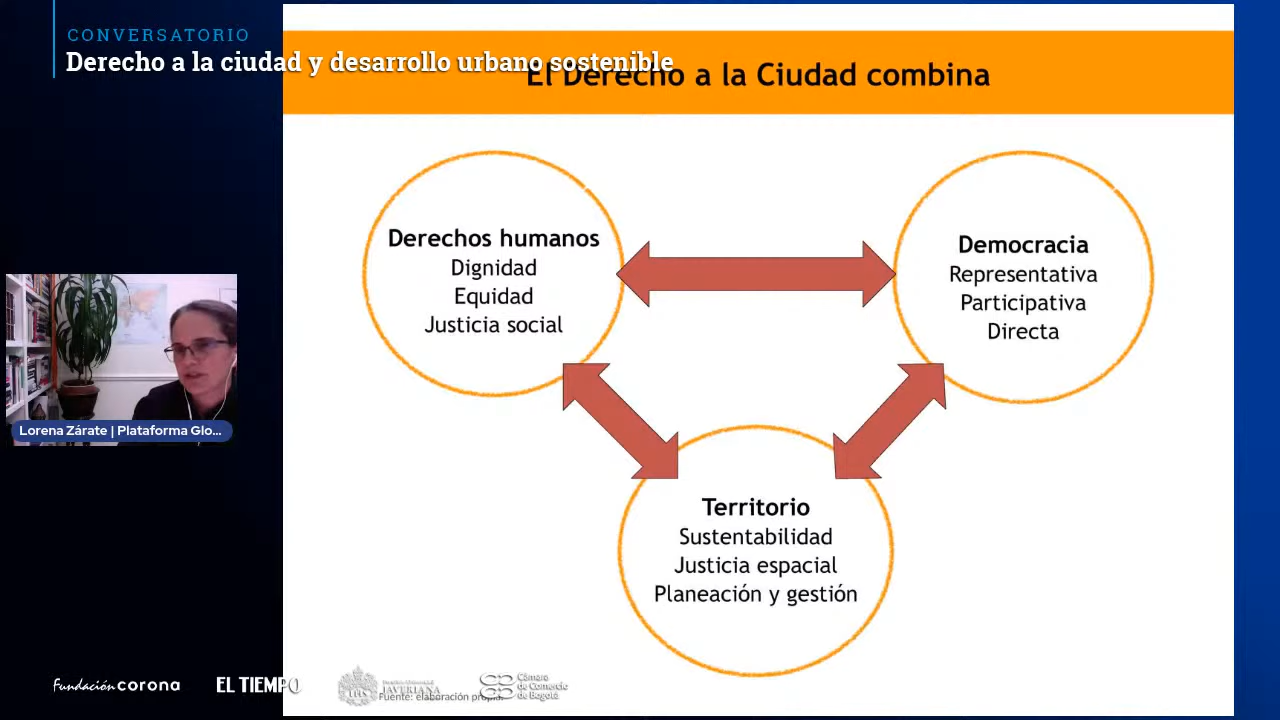 CONVERSATORIO
Derecho a la ciudad y desarrollo urbano sostenible
El Derecho a la Ciudad combina
Derechos humanos
Dignidad
Equidad
Justicia social
Democracia
Representativa
Participativa
Directa
Lorena Zárate | Plataforma Glo...
Territorio
Sustentabilidad
Justicia espacial
Planeación y gestión
Fundación corona
EL TIEMPO
JAVERIANA
Cámara
de Comercio
de Bogotá
Fuente: elaboración propia.